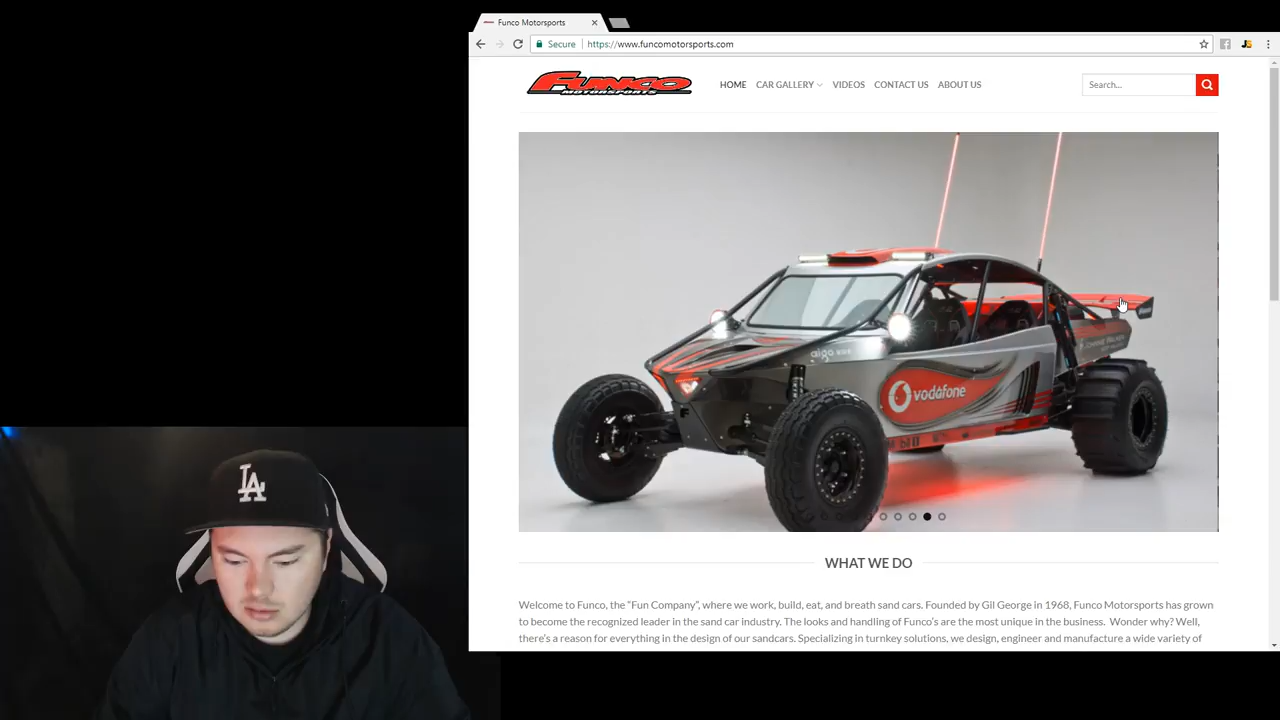 Funco Motorsports
Secure
https://www.funcomotorsports.com
FUNCO
MOTORSPORTS
HOME
CAR GALLERY
VIDEOS
CONTACT US
ABOUT US
Search...
aigo
vodafone
JOHNNIE WALKER
WHAT WE DO
Welcome to Funco, the “Fun Company”, where we work, build, eat, and breath sand cars. Founded by Gil George in 1968, Funco Motorsports has grown
to become the recognized leader in the sand car industry. The looks and handling of Funco’s are the most unique in the business. Wonder why? Well,
there’s a reason for everything in the design of our sandcars. Specializing in turnkey solutions, we design, engineer and manufacture a wide variety of
LA